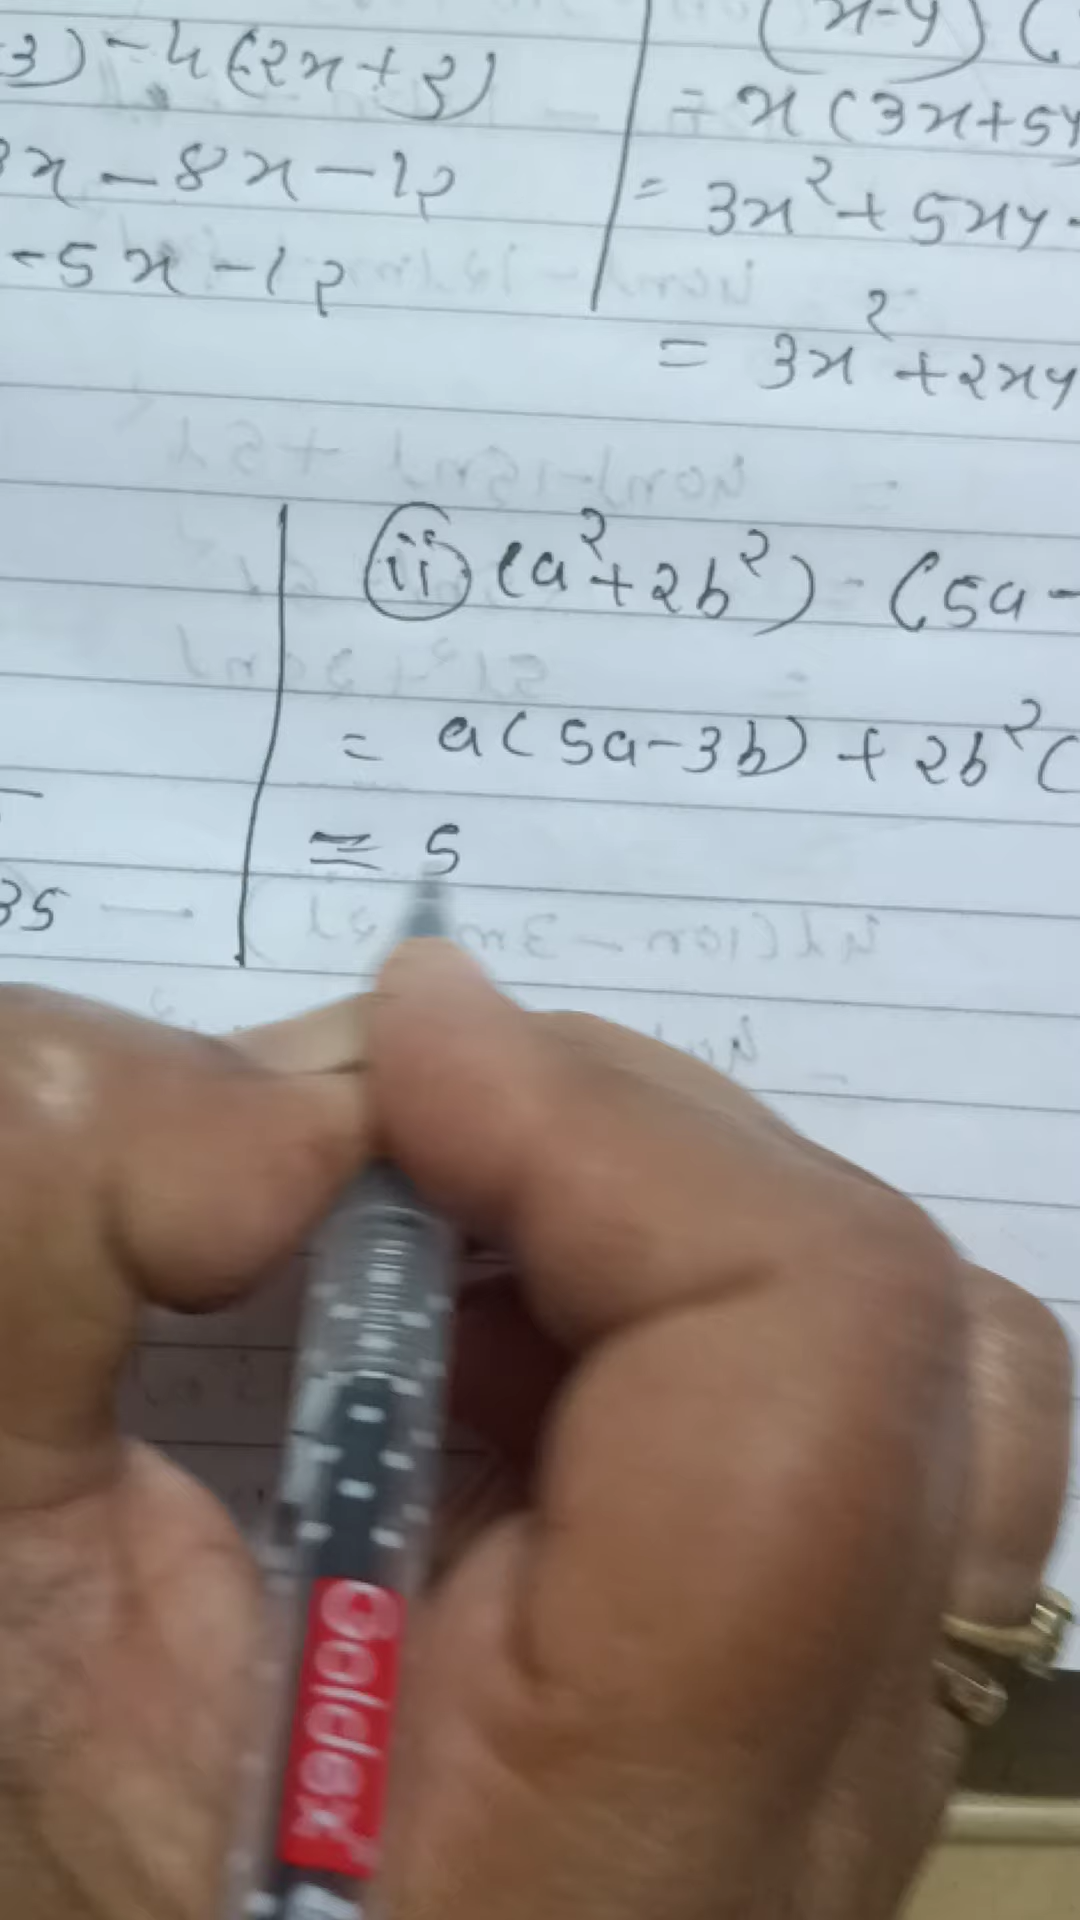 3) - 4(2x+3)
3x - 8x - 12
-5x - 12
(x-y) (
= x(3x+5y
= 3x² + 5xy -
= 3x² + 2xy
(ii) (a²+2b²) - (5a -
= a(5a-3b) + 2b² (
= 5
35 -
Goldex